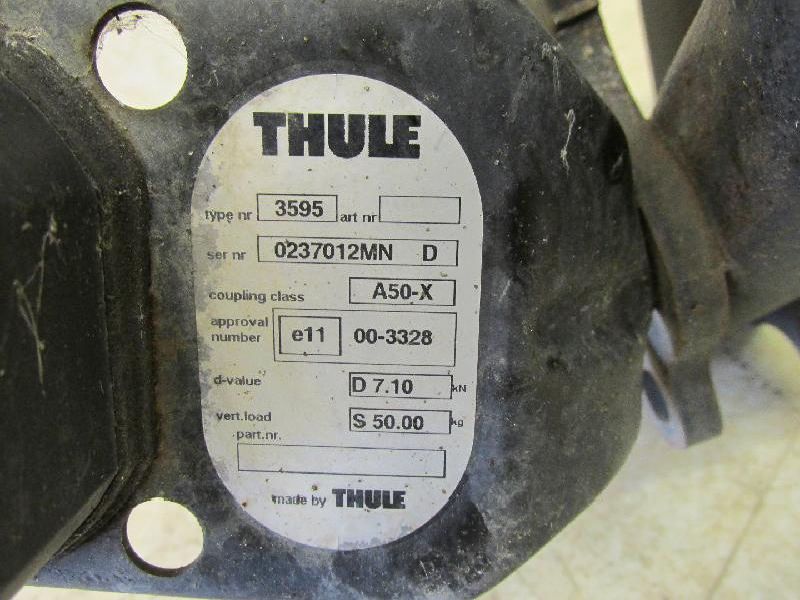 THULE
type nr 3595 art nr
ser nr 0237012MN D
coupling class A50-X
approval number e11 00-3328
d-value D 7.10 kN
vert.load S 50.00 kg
part.nr.
made by THULE